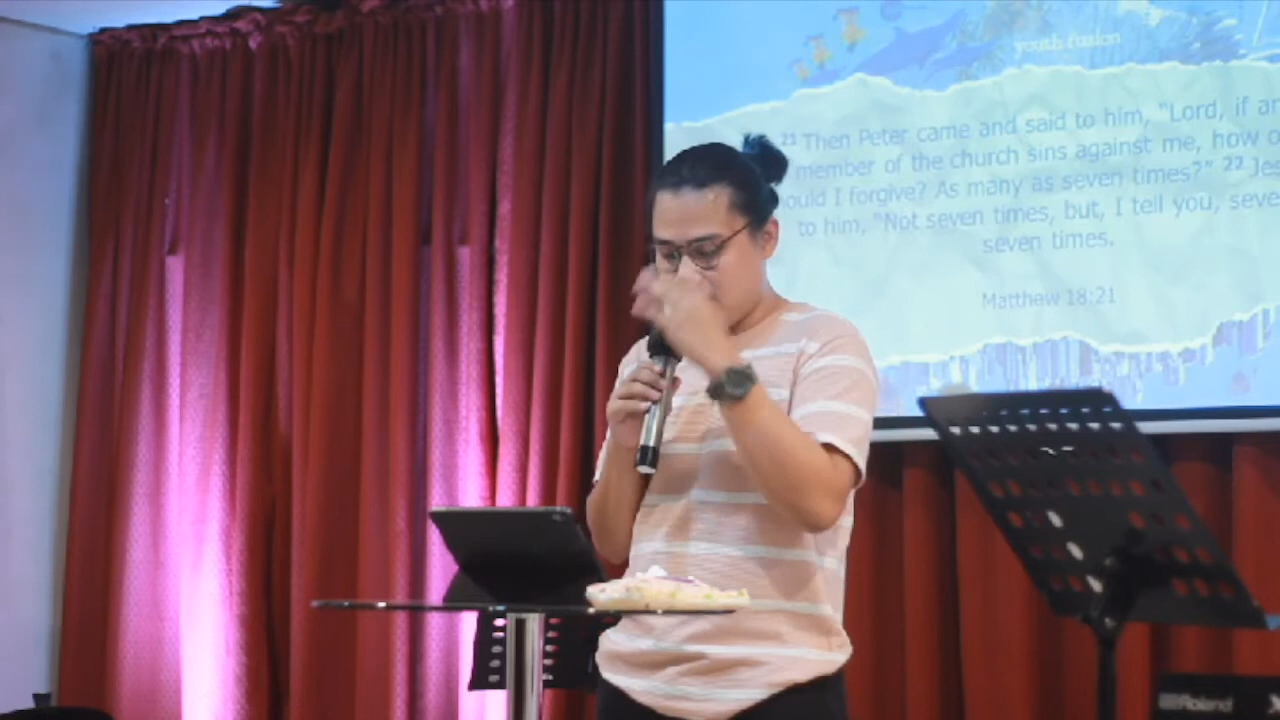 youth fusion
21 Then Peter came and said to him, "Lord, if
member of the church sins against me, how
I forgive? As many as seven times?" 22
to him, "Not seven times, but, I tell you,
seven times.
Matthew 18:21
Roland